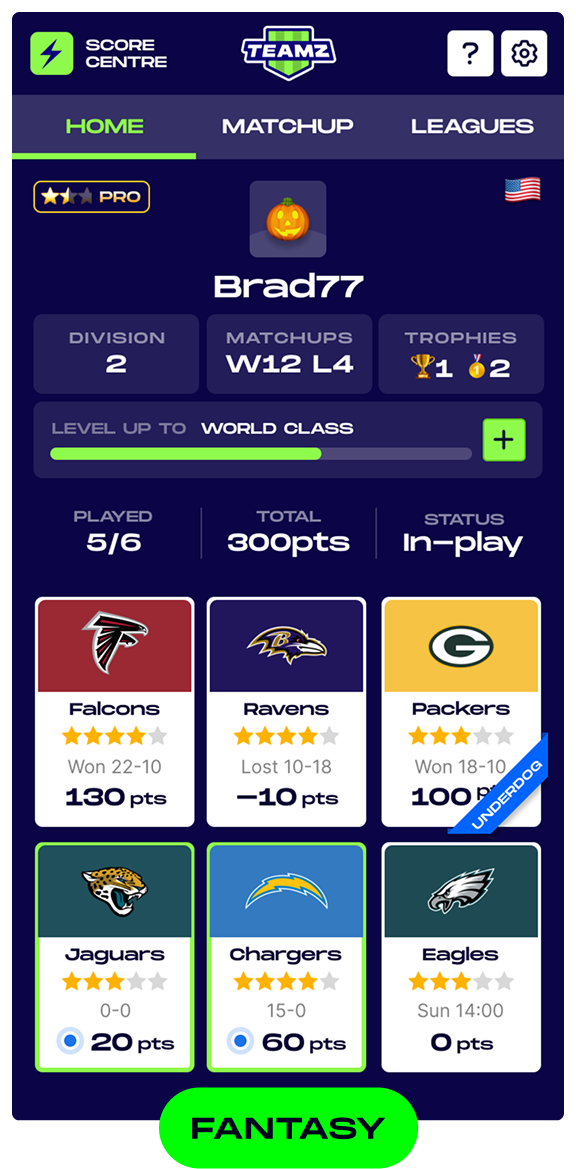 SCORE
CENTRE
TEAMZ
?
HOME MATCHUP LEAGUES
PRO
Brad77
DIVISION MATCHUPS TROPHIES
2 W12 L4 1 2
LEVEL UP TO WORLD CLASS
+
PLAYED TOTAL STATUS
5/6 300pts In-play
Falcons Ravens Packers
Won 22-10 Lost 10-18 Won 18-10
130 pts -10 pts 100
UNDERDOG
Jaguars Chargers Eagles
0-0 15-0 Sun 14:00
20 pts 60 pts 0 pts
FANTASY